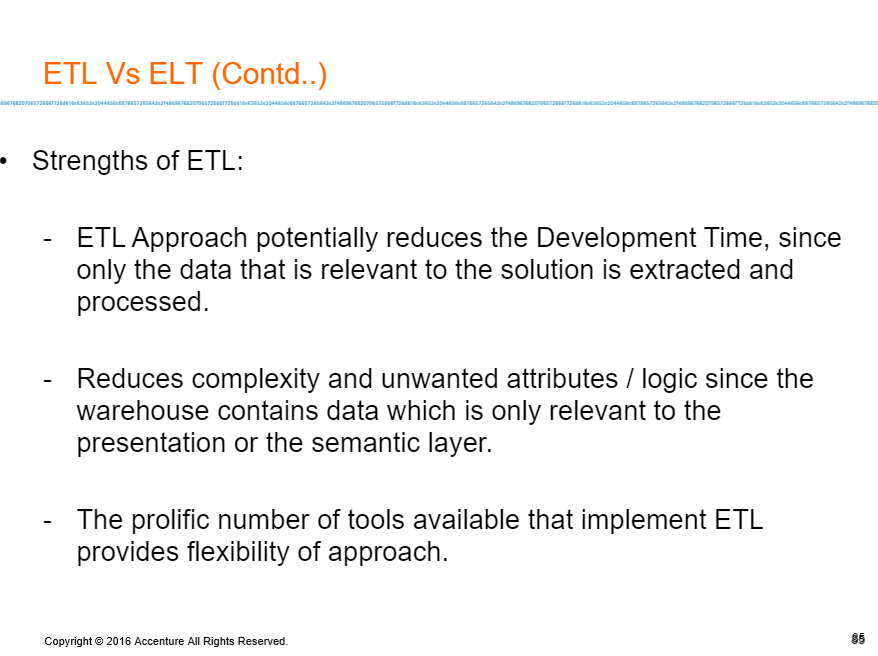 ETL Vs ELT (Contd..)
• Strengths of ETL:
- ETL Approach potentially reduces the Development Time, since
only the data that is relevant to the solution is extracted and
processed.
- Reduces complexity and unwanted attributes / logic since the
warehouse contains data which is only relevant to the
presentation or the semantic layer.
- The prolific number of tools available that implement ETL
provides flexibility of approach.
Copyright © 2016 Accenture All Rights Reserved.